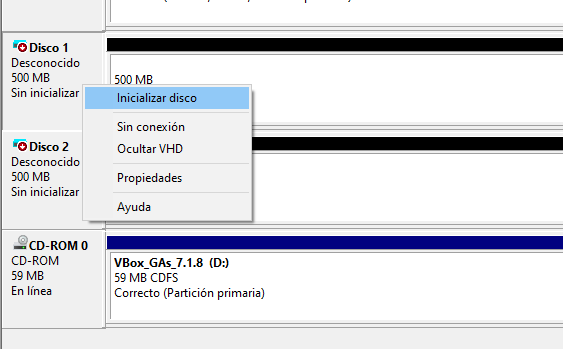 Disco 1
Desconocido
500 MB
Sin inicializar
500 MB
Inicializar disco
Sin conexión
Ocultar VHD
Propiedades
Ayuda
Disco 2
Desconocido
500 MB
Sin inicializar
CD-ROM 0
CD-ROM
59 MB
En línea
VBox_GAs_7.1.8 (D:)
59 MB CDFS
Correcto (Partición primaria)